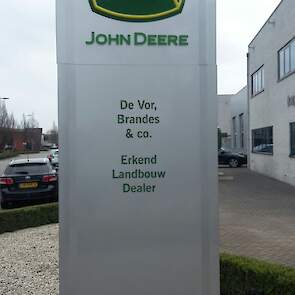 JOHN DEERE
De Vor,
Brandes
& co.
Erkend
Landbouw
Dealer